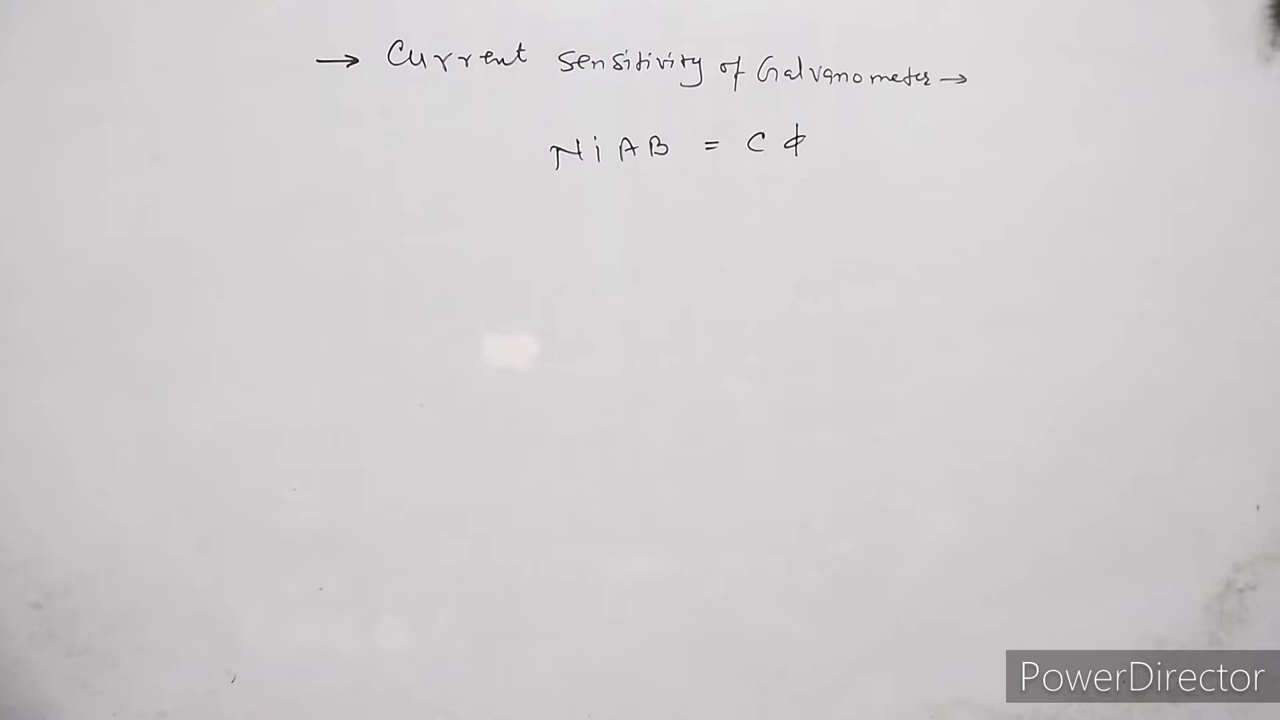 → Current sensitivity of Galvanometer →
NiAB = Cϕ
PowerDirector